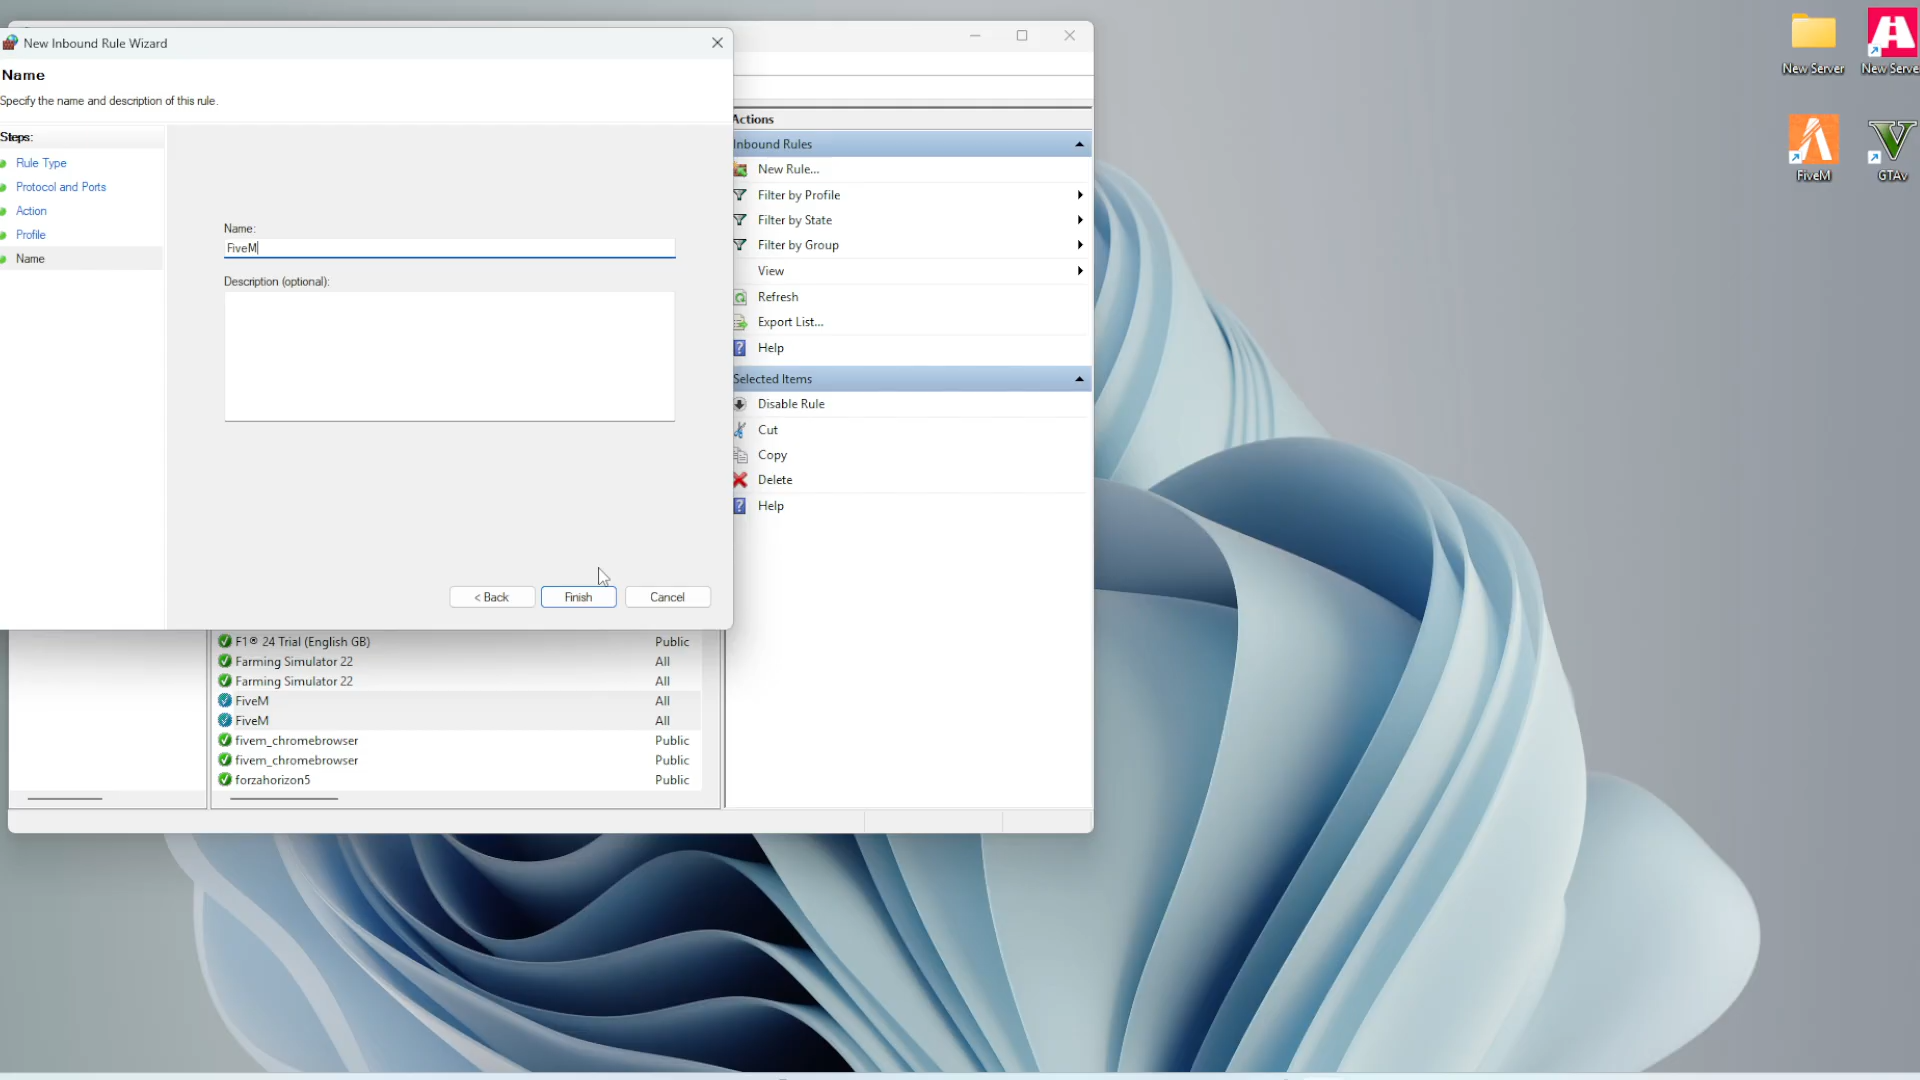 New Inbound Rule Wizard
Name
Specify the name and description of this rule.
Steps:
Rule Type
Protocol and Ports
Action
Profile
Name
Name:
FiveM
Description (optional):
< Back
Finish
Cancel
Actions
Inbound Rules
New Rule...
Filter by Profile
Filter by State
Filter by Group
View
Refresh
Export List...
Help
Selected Items
Disable Rule
Cut
Copy
Delete
Help
F1® 24 Trial (English GB) Public
Farming Simulator 22 All
Farming Simulator 22 All
FiveM All
FiveM All
fivem_chromebrowser Public
fivem_chromebrowser Public
forzahorizon5 Public
New Server
New Serve
FiveM
GTAv